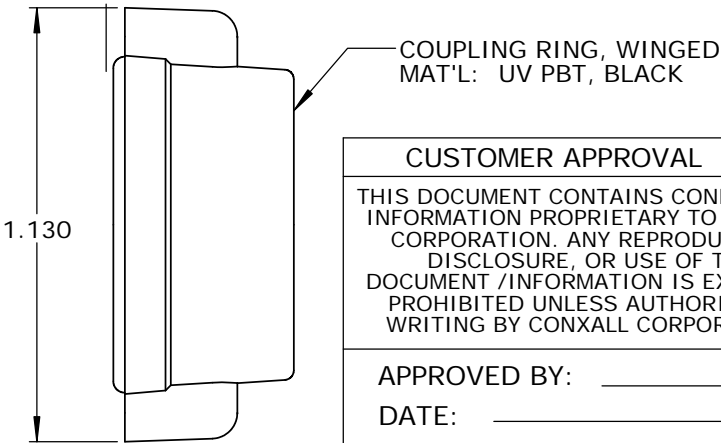 COUPLING RING, WINGED
MAT'L: UV PBT, BLACK
1.130
CUSTOMER APPROVAL
THIS DOCUMENT CONTAINS
INFORMATION PROPRIETARY TO
CORPORATION. ANY
DISCLOSURE, OR USE OF
DOCUMENT /INFORMATION IS
PROHIBITED UNLESS
WRITING BY CONXALL
APPROVED BY:
DATE: